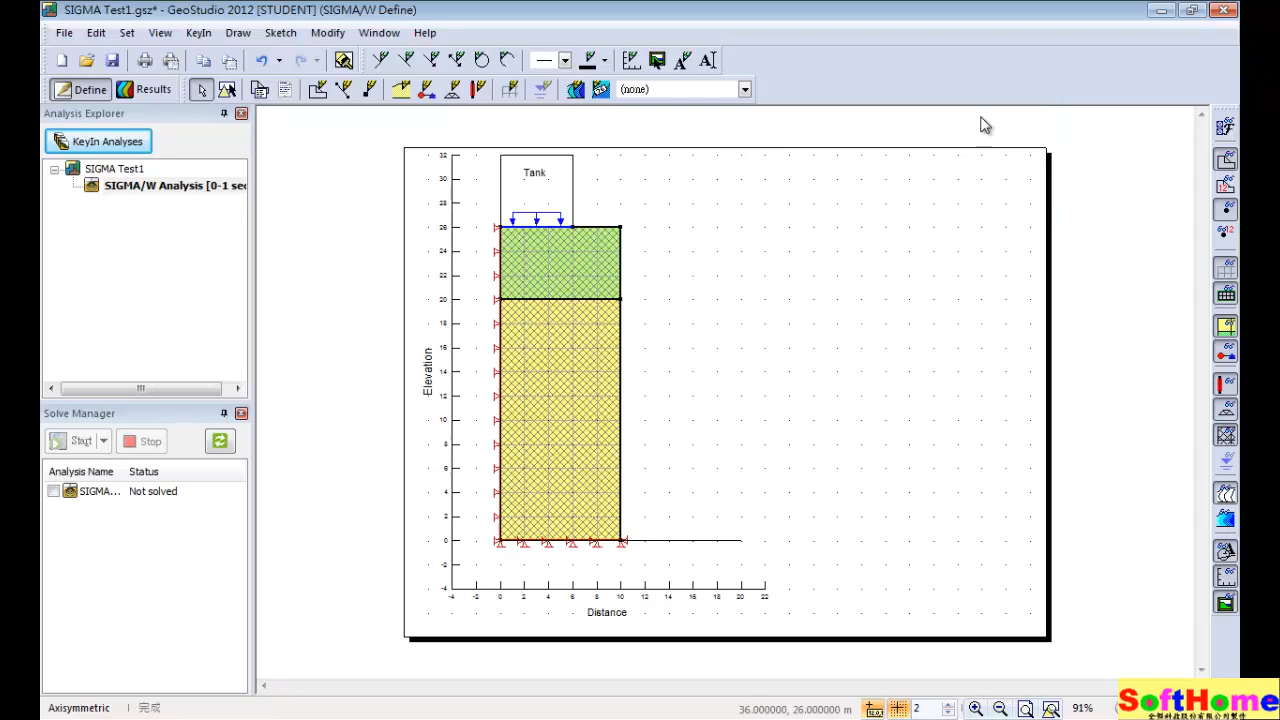 SIGMA Test1.gsz* - GeoStudio 2012 [STUDENT] (SIGMA/W Define)
File Edit Set View KeyIn Draw Sketch Modify Window Help
Define Results (none)
Analysis Explorer
KeyIn Analyses
SIGMA Test1
SIGMA/W Analysis [0-1 sec
Solve Manager
Start Stop
Analysis Name Status
SIGMA... Not solved
Tank
32
30
28
26
24
22
20
18
16
14
12
10
8
6
4
2
0
-2
-4
Elevation
-4 -2 0 2 4 6 8 10 12 14 16 18 20 22
Distance
Axisymmetric 完成 36.000000, 26.000000 m 2 91%
SoftHome